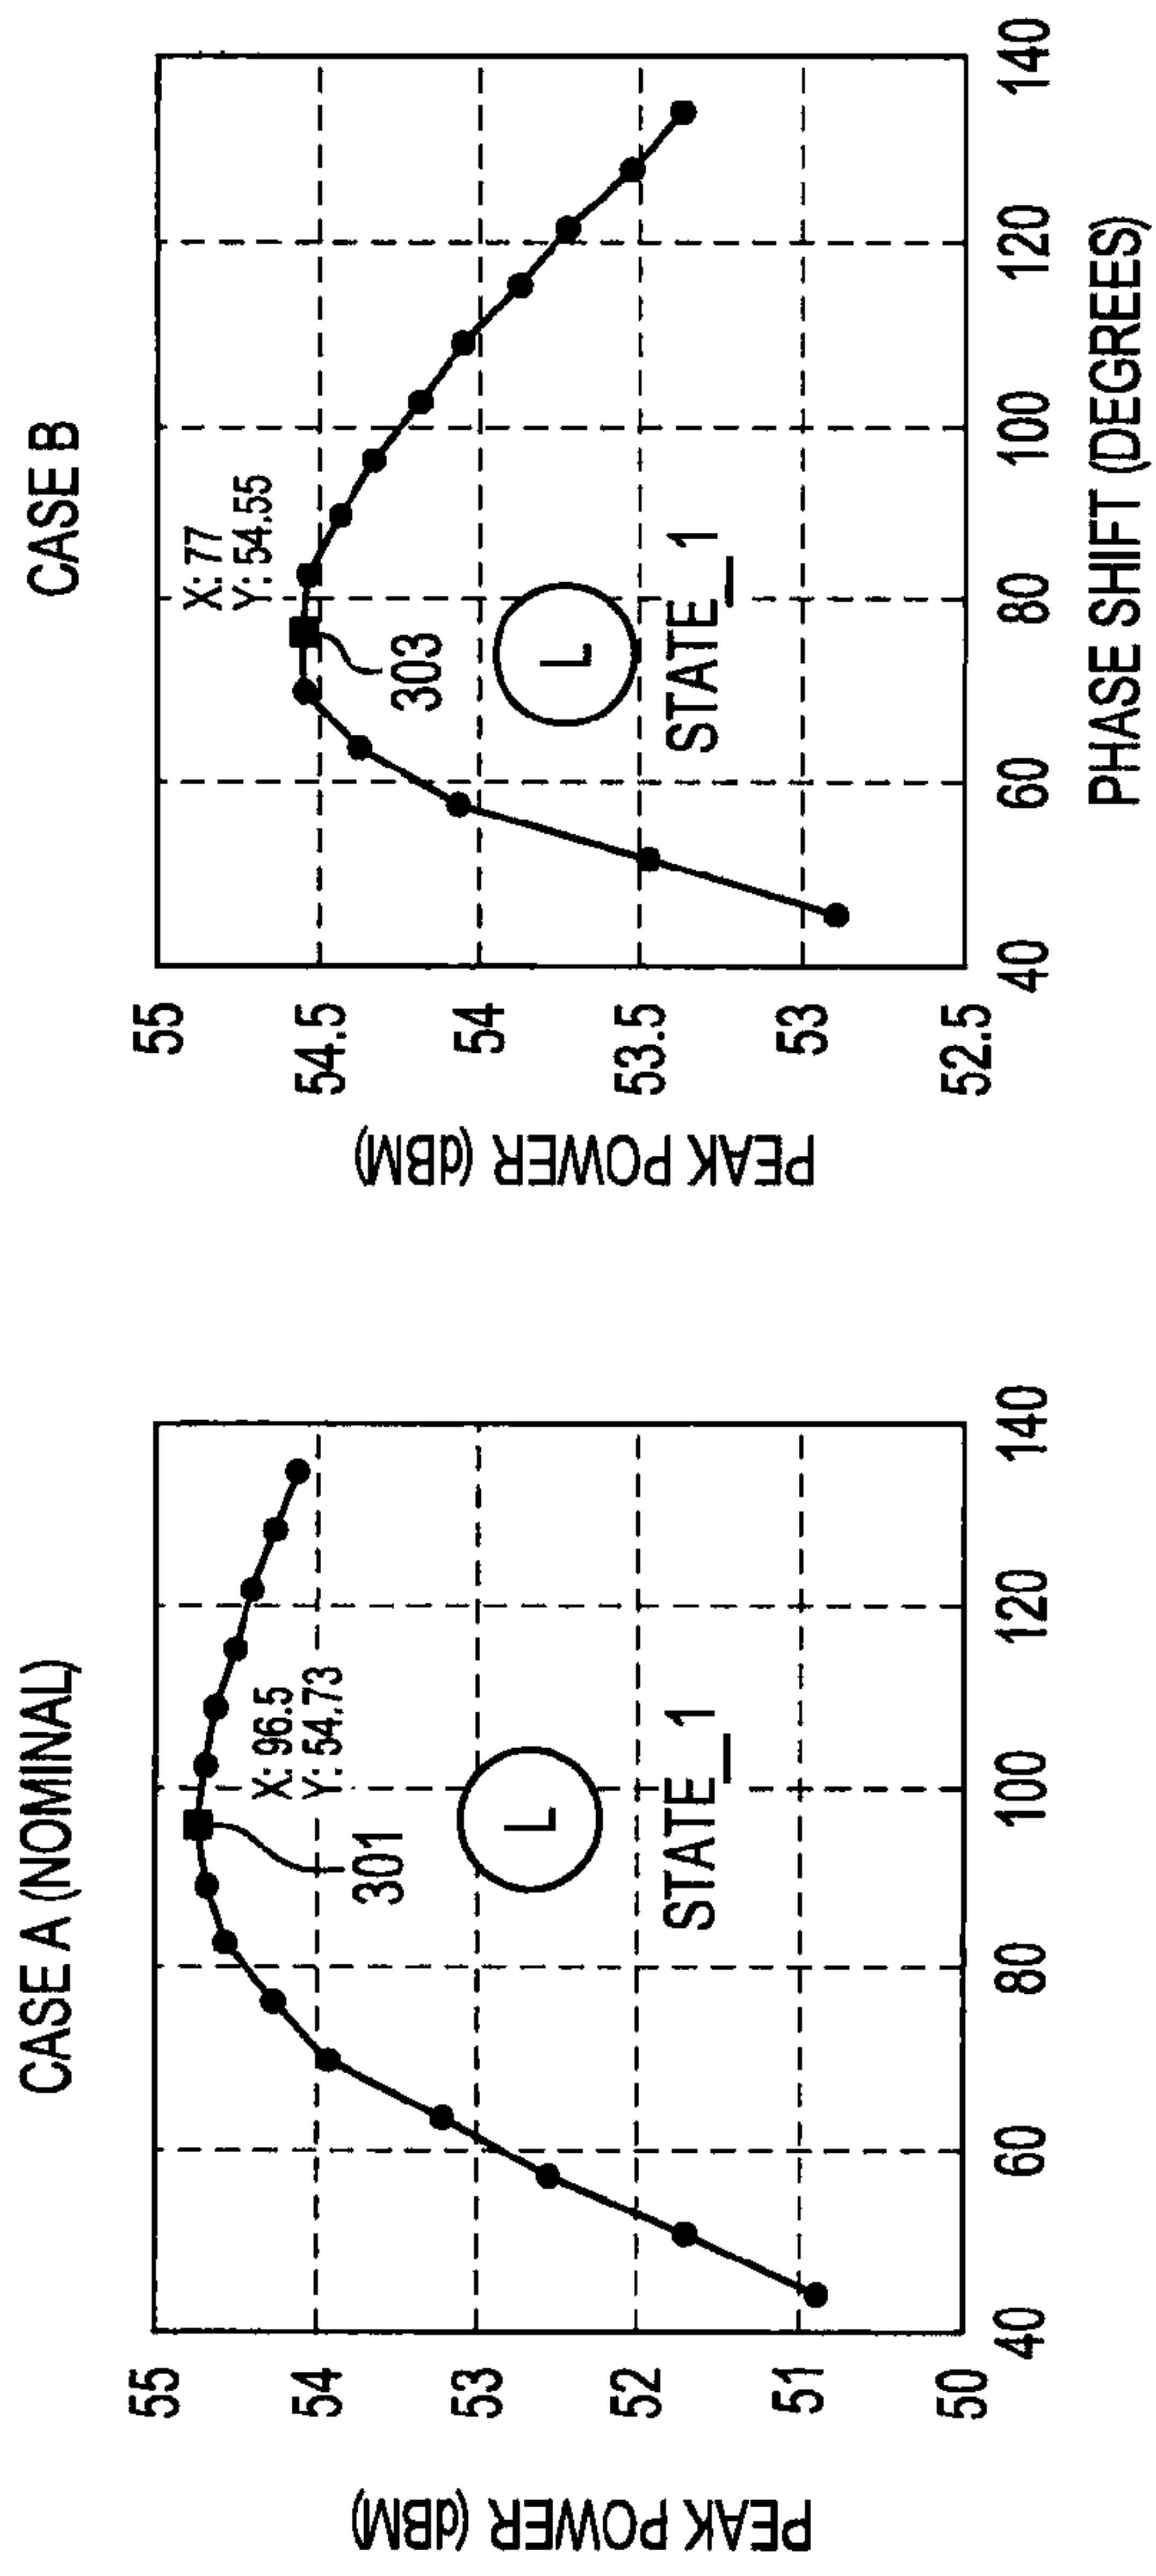 CASE A (NOMINAL)
PEAK POWER (dBM)
55
54
53
52
51
50
X: 96.5
Y: 54.73
301
L
STATE_1
40
60
80
100
120
140
CASE B
PEAK POWER (dBM)
55
54.5
54
53.5
53
52.5
X: 77
Y: 54.55
303
L
STATE_1
40
60
80
100
120
140
PHASE SHIFT (DEGREES)